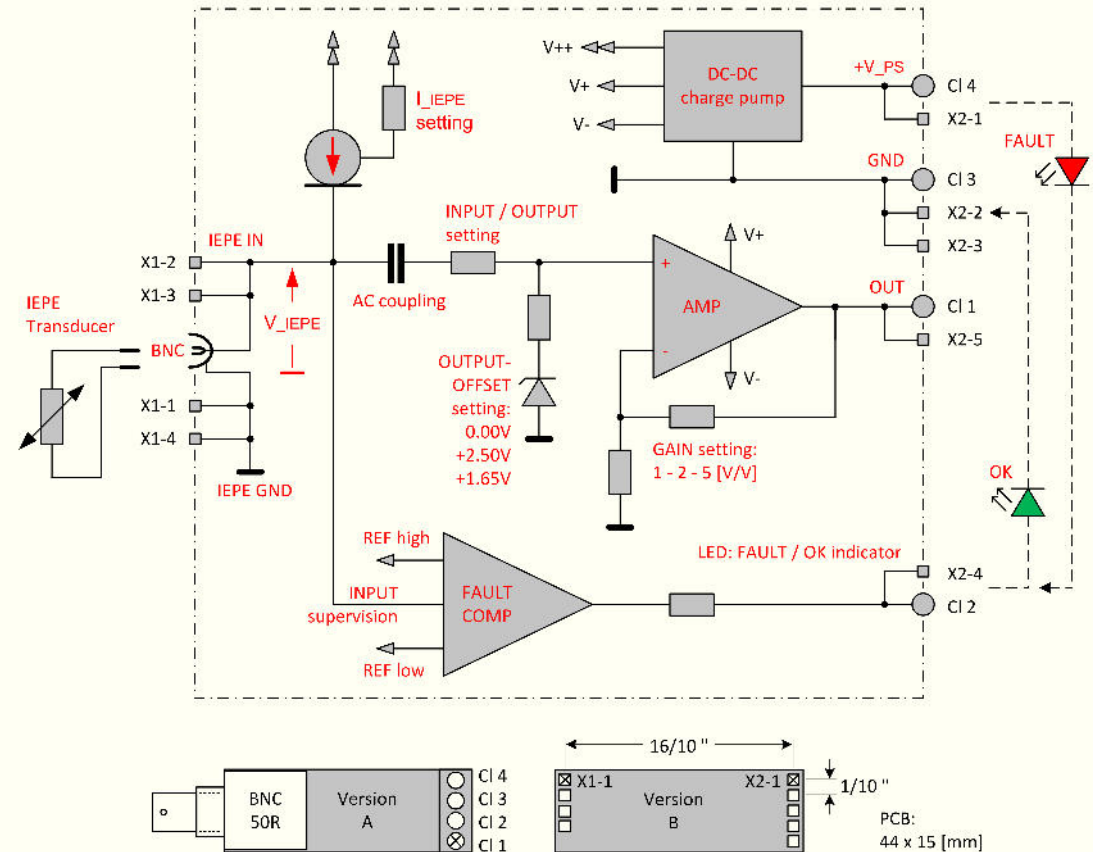 V++
V+
V-
DC-DC
charge pump
+V_PS
Cl 4
X2-1
FAULT
GND
Cl 3
X2-2
X2-3
I_IEPE
setting
INPUT / OUTPUT
setting
IEPE IN
X1-2
X1-3
AC coupling
V_IEPE
IEPE
Transducer
BNC
X1-1
X1-4
IEPE GND
+
-
AMP
V+
V-
OUT
Cl 1
X2-5
OUTPUT-
OFFSET
setting:
0.00V
+2.50V
+1.65V
GAIN setting:
1 - 2 - 5 [V/V]
OK
REF high
INPUT
supervision
REF low
FAULT
COMP
LED: FAULT / OK indicator
X2-4
Cl 2
BNC
50R
Version
A
Cl 4
Cl 3
Cl 2
Cl 1
16/10 "
X1-1
X2-1
Version
B
1/10 "
PCB:
44 x 15 [mm]